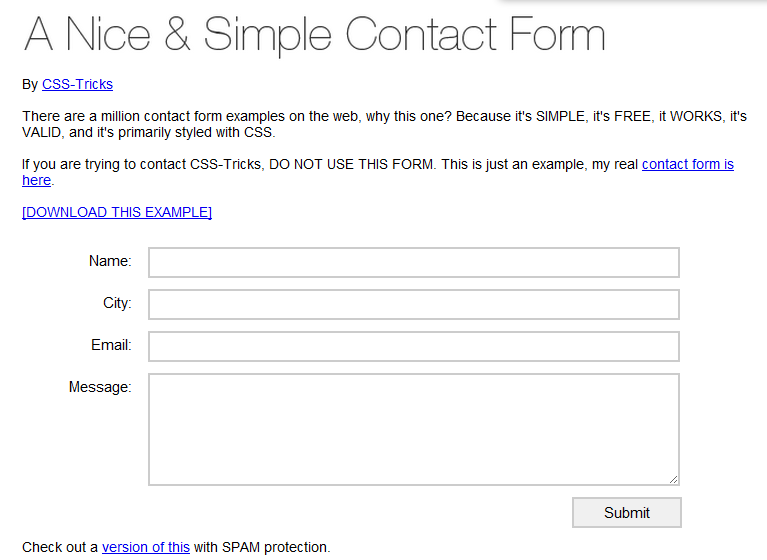 A Nice & Simple Contact Form
By CSS-Tricks
There are a million contact form examples on the web, why this one? Because it's SIMPLE, it's FREE, it WORKS, it's
VALID, and it's primarily styled with CSS.
If you are trying to contact CSS-Tricks, DO NOT USE THIS FORM. This is just an example, my real contact form is
here.
[DOWNLOAD THIS EXAMPLE]
Name:
City:
Email:
Message:
Submit
Check out a version of this with SPAM protection.